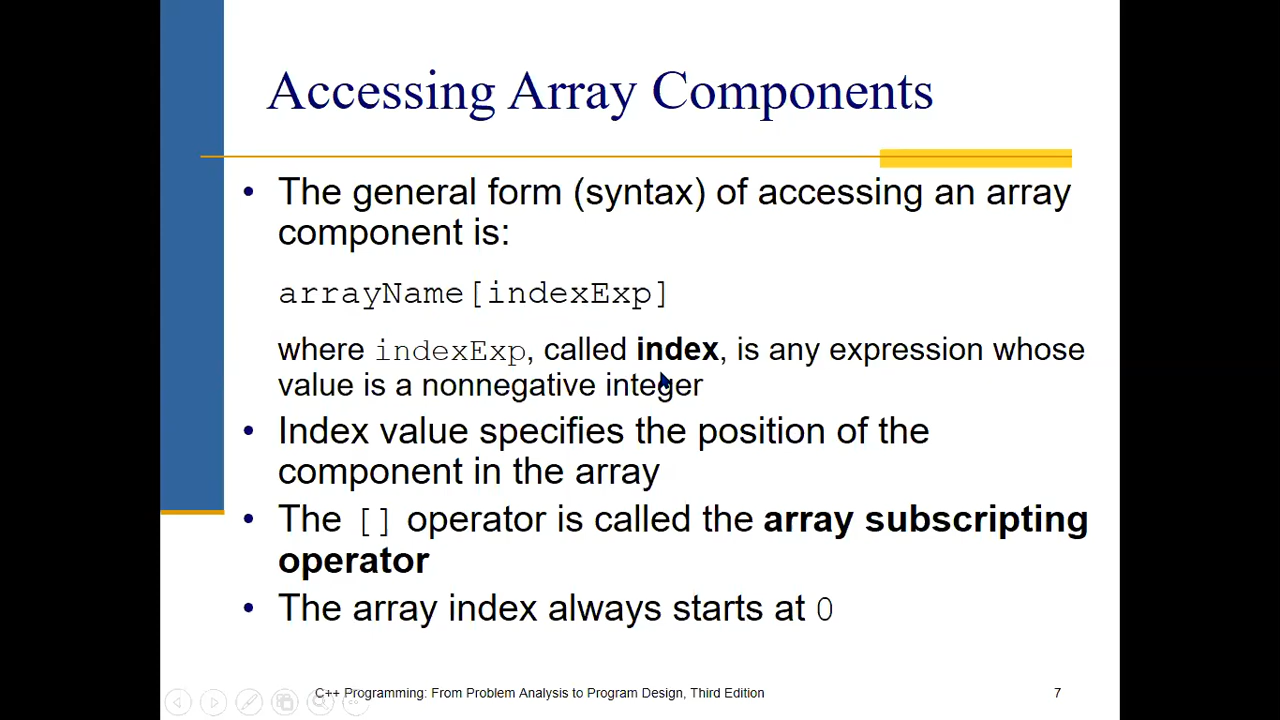 Accessing Array Components
• The general form (syntax) of accessing an array
component is:
arrayName[indexExp]
where indexExp, called index, is any expression whose
value is a nonnegative integer
• Index value specifies the position of the
component in the array
• The [] operator is called the array subscripting
operator
• The array index always starts at 0
C++ Programming: From Problem Analysis to Program Design, Third Edition
7